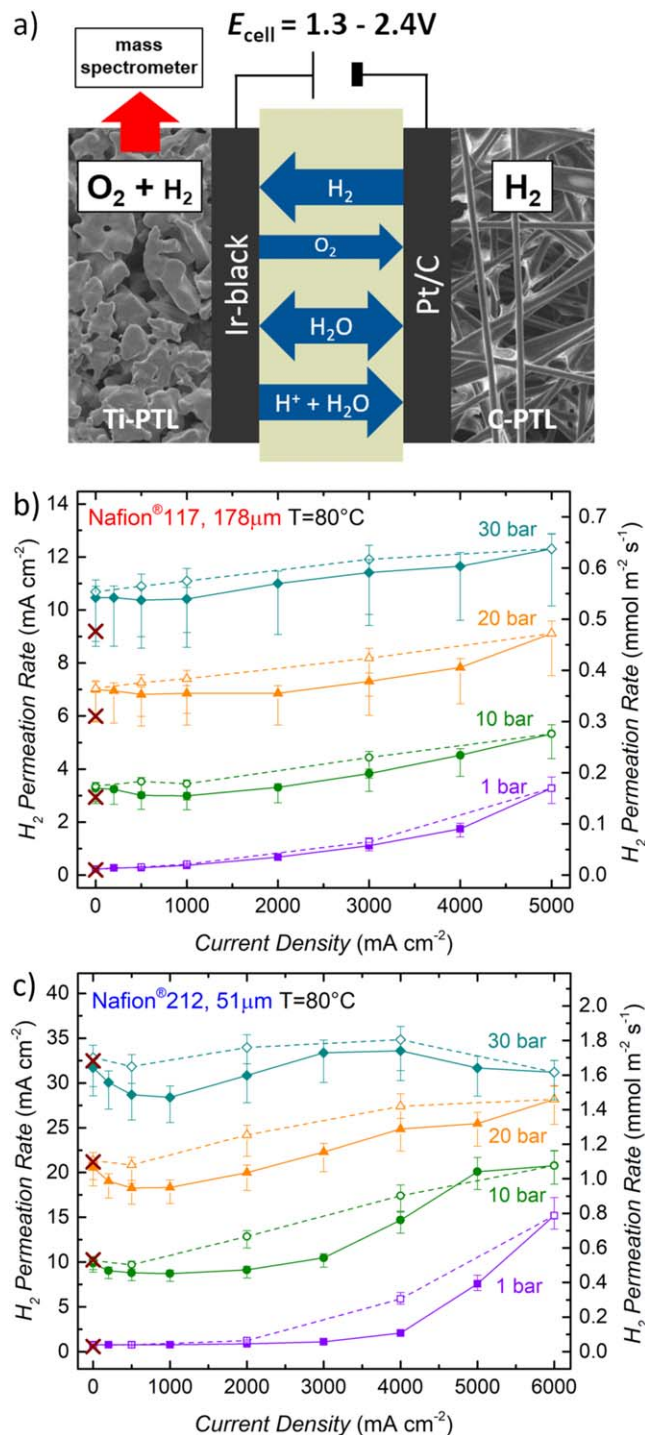 a)
E_cell = 1.3 - 2.4V
mass
spectrometer
O₂ + H₂
H₂
H₂
O₂
H₂O
H⁺ + H₂O
Ir-black
Pt/C
Ti-PTL
C-PTL
b)
Nafion®117, 178μm T=80°C
H₂ Permeation Rate (mA cm⁻²)
14
12
10
8
6
4
2
0
30 bar
20 bar
10 bar
1 bar
0.7
0.6
0.5
0.4
0.3
0.2
0.1
0.0
H₂ Permeation Rate (mmol m⁻² s⁻¹)
0 1000 2000 3000 4000 5000
Current Density (mA cm⁻²)
c)
Nafion®212, 51μm T=80°C
H₂ Permeation Rate (mA cm⁻²)
40
35
30
25
20
15
10
5
0
30 bar
20 bar
10 bar
1 bar
2.0
1.8
1.6
1.4
1.2
1.0
0.8
0.6
0.4
0.2
0.0
H₂ Permeation Rate (mmol m⁻² s⁻¹)
0 1000 2000 3000 4000 5000 6000
Current Density (mA cm⁻²)